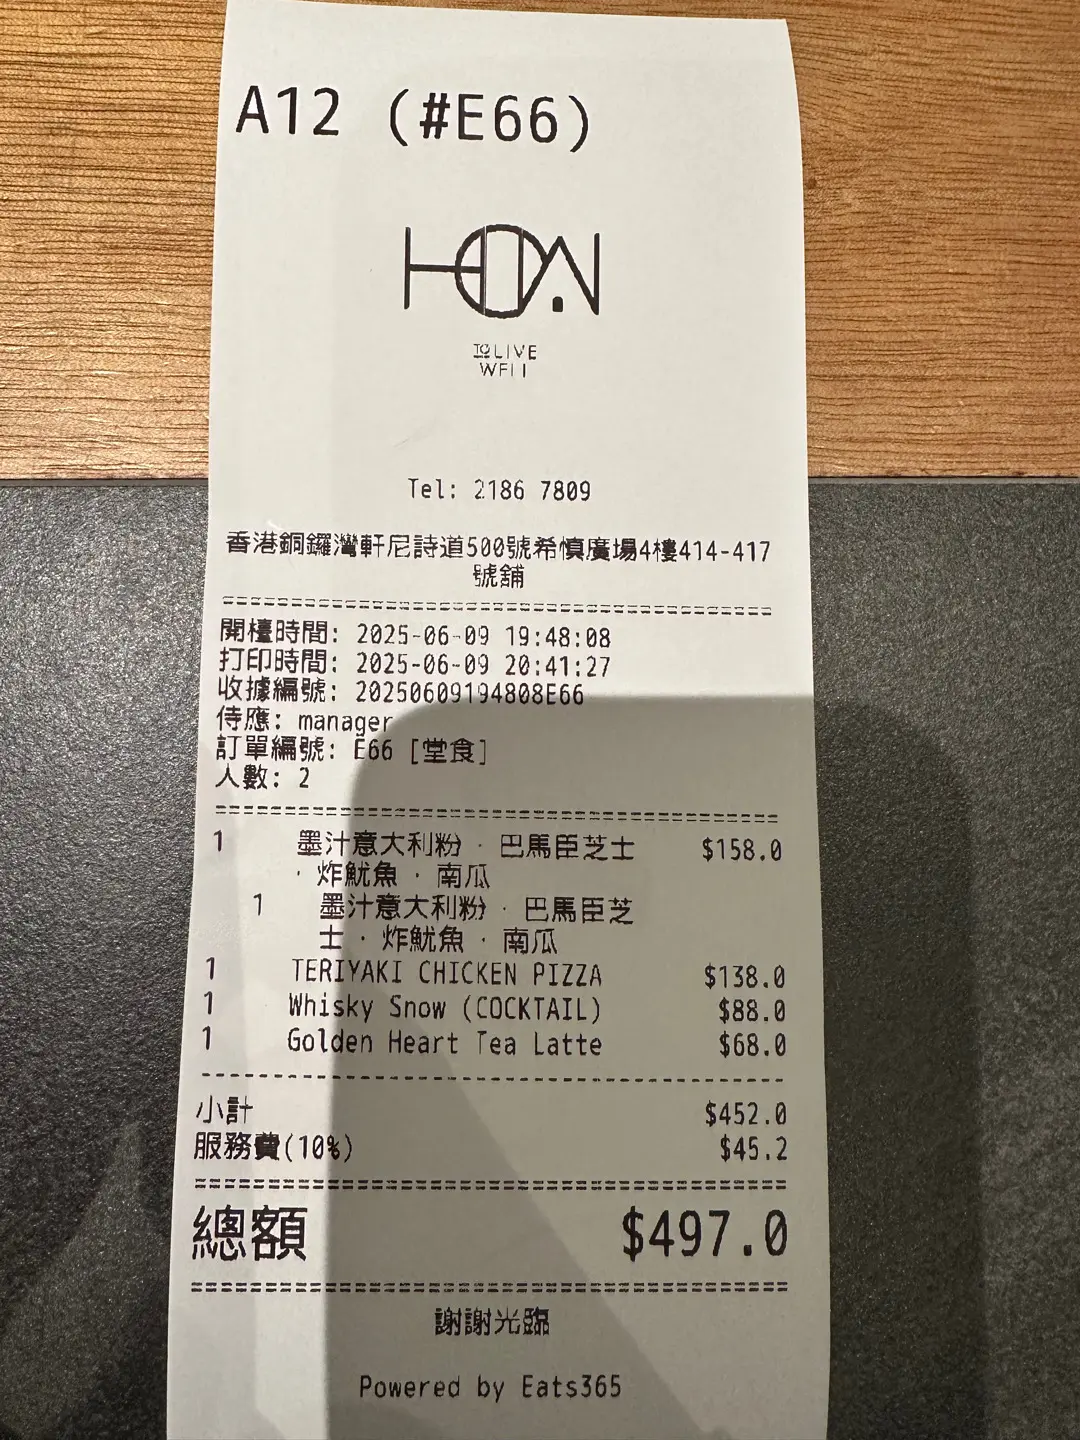 A12 (#E66)
HOW
TO LIVE
WELL
Tel: 2186 7809
香港銅鑼灣軒尼詩道500號希慎廣場4樓414-417
號舖
開檯時間: 2025-06-09 19:48:08
打印時間: 2025-06-09 20:41:27
收據編號: 20250609194808E66
侍應: manager
訂單編號: E66 [堂食]
人數: 2
1 墨汁意大利粉 · 巴馬臣芝士 $158.0
· 炸魷魚 · 南瓜
1 墨汁意大利粉 · 巴馬臣芝
士 · 炸魷魚 · 南瓜
1 TERIYAKI CHICKEN PIZZA $138.0
1 Whisky Snow (COCKTAIL) $88.0
1 Golden Heart Tea Latte $68.0
小計 $452.0
服務費(10%) $45.2
總額 $497.0
謝謝光臨
Powered by Eats365